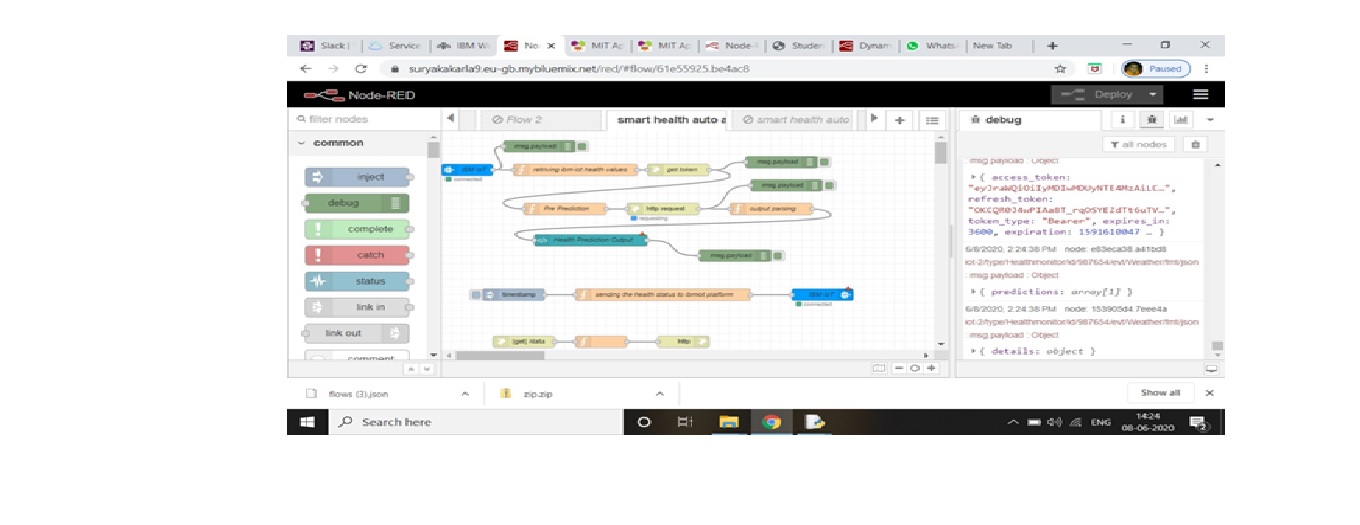 Slack |
Service
IBM W
No
MIT Ap
MIT Ap
Node-
Studen
Dynam
Whats
New Tab
suryakakarla9.eu-gb.mybluemix.net/red/#flow/61e55925.be4ac8
Paused
Node-RED
Deploy
filter nodes
Flow 2
smart health auto a
smart health auto
debug
common
all nodes
inject
debug
complete
catch
status
link in
link out
comment
msg.payload
IBM IoT
connected
retriving ibm iot health values
get token
msg.payload
msg.payload
Pre Prediction
http request
requesting
output parsing
Health Prediction Output
msg.payload
timestamp
sending the health status to ibmiot platform
IBM IoT
connected
[get] /data
http
msg.payload : Object
{ access_token:
refresh_token:
token_type: "Bearer", expires_in:
3600, expiration: 1591610047 … }
6/8/2020, 2:24:38 PM node: e83eca38.a41bd8
iot-2/type/Healthmonitor/id/987654/evt/Weather/fmt/json
: msg.payload : Object
{ predictions: array[1] }
6/8/2020, 2:24:38 PM node: 153905d4.7eee4a
iot-2/type/Healthmonitor/id/987654/evt/Weather/fmt/json
: msg.payload : Object
{ details: object }
flows (3).json
zip.zip
Show all
Search here
ENG
14:24
08-06-2020
2